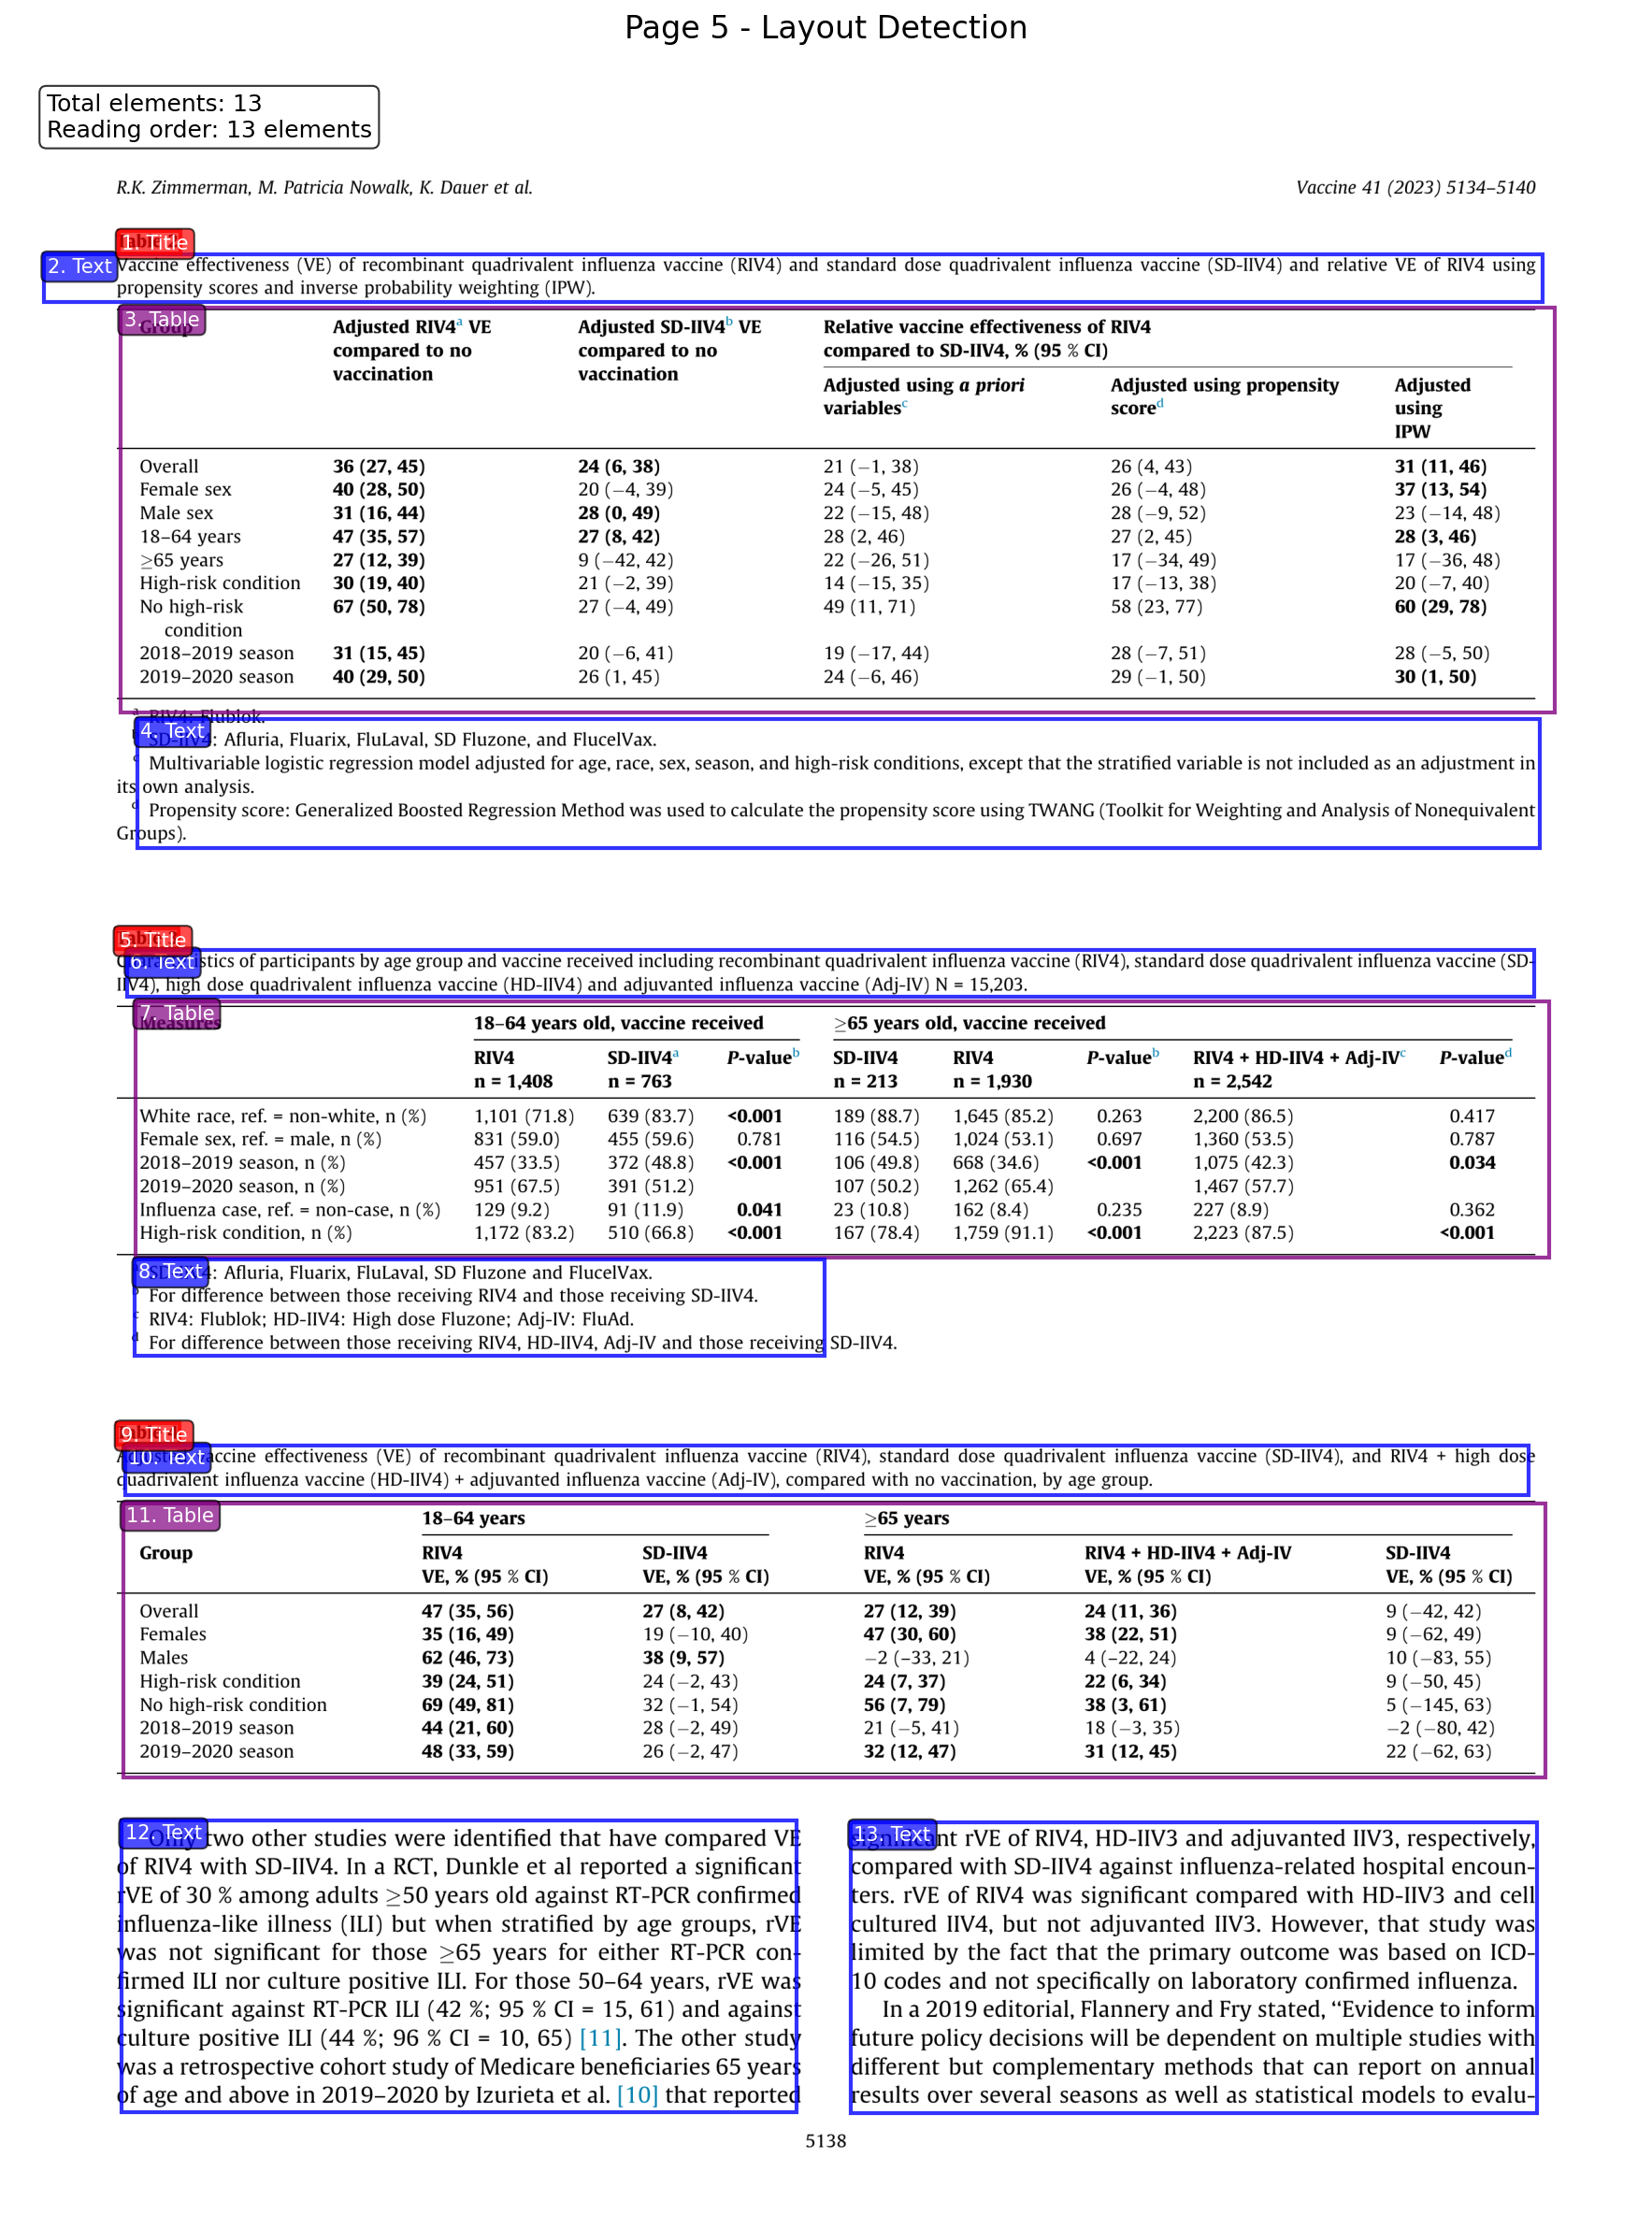 Page 5 - Layout Detection
Total elements: 13
Reading order: 13 elements
R.K. Zimmerman, M. Patricia Nowalk, K. Dauer et al. Vaccine 41 (2023) 5134–5140
1. Title
2. Text Vaccine effectiveness (VE) of recombinant quadrivalent influenza vaccine (RIV4) and standard dose quadrivalent influenza vaccine (SD-IIV4) and relative VE of RIV4 using
propensity scores and inverse probability weighting (IPW).
3. Table
Group Adjusted RIV4a VE Adjusted SD-IIV4b VE Relative vaccine effectiveness of RIV4
compared to no compared to no compared to SD-IIV4, % (95 % CI)
vaccination vaccination
Adjusted using a priori Adjusted using propensity Adjusted
variablesc scored using
IPW
Overall 36 (27, 45) 24 (6, 38) 21 (−1, 38) 26 (4, 43) 31 (11, 46)
Female sex 40 (28, 50) 20 (−4, 39) 24 (−5, 45) 26 (−4, 48) 37 (13, 54)
Male sex 31 (16, 44) 28 (0, 49) 22 (−15, 48) 28 (−9, 52) 23 (−14, 48)
18–64 years 47 (35, 57) 27 (8, 42) 28 (2, 46) 27 (2, 45) 28 (3, 46)
≥65 years 27 (12, 39) 9 (−42, 42) 22 (−26, 51) 17 (−34, 49) 17 (−36, 48)
High-risk condition 30 (19, 40) 21 (−2, 39) 14 (−15, 35) 17 (−13, 38) 20 (−7, 40)
No high-risk 67 (50, 78) 27 (−4, 49) 49 (11, 71) 58 (23, 77) 60 (29, 78)
condition
2018–2019 season 31 (15, 45) 20 (−6, 41) 19 (−17, 44) 28 (−7, 51) 28 (−5, 50)
2019–2020 season 40 (29, 50) 26 (1, 45) 24 (−6, 46) 29 (−1, 50) 30 (1, 50)
a RIV4: Flublok.
4. Text
SD-IIV4: Afluria, Fluarix, FluLaval, SD Fluzone, and FlucelVax.
c Multivariable logistic regression model adjusted for age, race, sex, season, and high-risk conditions, except that the stratified variable is not included as an adjustment in
its own analysis.
d Propensity score: Generalized Boosted Regression Method was used to calculate the propensity score using TWANG (Toolkit for Weighting and Analysis of Nonequivalent
Groups).
5. Title
6. Text
Characteristics of participants by age group and vaccine received including recombinant quadrivalent influenza vaccine (RIV4), standard dose quadrivalent influenza vaccine (SD-
IIV4), high dose quadrivalent influenza vaccine (HD-IIV4) and adjuvanted influenza vaccine (Adj-IV) N = 15,203.
7. Table
Measures 18–64 years old, vaccine received ≥65 years old, vaccine received
RIV4 SD-IIV4a P-valueb SD-IIV4 RIV4 P-valueb RIV4 + HD-IIV4 + Adj-IVc P-valued
n = 1,408 n = 763 n = 213 n = 1,930 n = 2,542
White race, ref. = non-white, n (%) 1,101 (71.8) 639 (83.7) <0.001 189 (88.7) 1,645 (85.2) 0.263 2,200 (86.5) 0.417
Female sex, ref. = male, n (%) 831 (59.0) 455 (59.6) 0.781 116 (54.5) 1,024 (53.1) 0.697 1,360 (53.5) 0.787
2018–2019 season, n (%) 457 (33.5) 372 (48.8) <0.001 106 (49.8) 668 (34.6) <0.001 1,075 (42.3) 0.034
2019–2020 season, n (%) 951 (67.5) 391 (51.2) 107 (50.2) 1,262 (65.4) 1,467 (57.7)
Influenza case, ref. = non-case, n (%) 129 (9.2) 91 (11.9) 0.041 23 (10.8) 162 (8.4) 0.235 227 (8.9) 0.362
High-risk condition, n (%) 1,172 (83.2) 510 (66.8) <0.001 167 (78.4) 1,759 (91.1) <0.001 2,223 (87.5) <0.001
8. Text
SD-IIV4: Afluria, Fluarix, FluLaval, SD Fluzone and FlucelVax.
b For difference between those receiving RIV4 and those receiving SD-IIV4.
c RIV4: Flublok; HD-IIV4: High dose Fluzone; Adj-IV: FluAd.
d For difference between those receiving RIV4, HD-IIV4, Adj-IV and those receiving SD-IIV4.
9. Title
10. Text
vaccine effectiveness (VE) of recombinant quadrivalent influenza vaccine (RIV4), standard dose quadrivalent influenza vaccine (SD-IIV4), and RIV4 + high dose
quadrivalent influenza vaccine (HD-IIV4) + adjuvanted influenza vaccine (Adj-IV), compared with no vaccination, by age group.
11. Table
18–64 years ≥65 years
Group RIV4 SD-IIV4 RIV4 RIV4 + HD-IIV4 + Adj-IV SD-IIV4
VE, % (95 % CI) VE, % (95 % CI) VE, % (95 % CI) VE, % (95 % CI) VE, % (95 % CI)
Overall 47 (35, 56) 27 (8, 42) 27 (12, 39) 24 (11, 36) 9 (−42, 42)
Females 35 (16, 49) 19 (−10, 40) 47 (30, 60) 38 (22, 51) 9 (−62, 49)
Males 62 (46, 73) 38 (9, 57) −2 (–33, 21) 4 (–22, 24) 10 (−83, 55)
High-risk condition 39 (24, 51) 24 (−2, 43) 24 (7, 37) 22 (6, 34) 9 (−50, 45)
No high-risk condition 69 (49, 81) 32 (−1, 54) 56 (7, 79) 38 (3, 61) 5 (−145, 63)
2018–2019 season 44 (21, 60) 28 (−2, 49) 21 (−5, 41) 18 (−3, 35) −2 (−80, 42)
2019–2020 season 48 (33, 59) 26 (−2, 47) 32 (12, 47) 31 (12, 45) 22 (−62, 63)
12. Text
Only two other studies were identified that have compared VE
of RIV4 with SD-IIV4. In a RCT, Dunkle et al reported a significant
rVE of 30 % among adults ≥50 years old against RT-PCR confirmed
influenza-like illness (ILI) but when stratified by age groups, rVE
was not significant for those ≥65 years for either RT-PCR con-
firmed ILI nor culture positive ILI. For those 50–64 years, rVE was
significant against RT-PCR ILI (42 %; 95 % CI = 15, 61) and against
culture positive ILI (44 %; 96 % CI = 10, 65) [11]. The other study
was a retrospective cohort study of Medicare beneficiaries 65 years
of age and above in 2019–2020 by Izurieta et al. [10] that reported
13. Text
significant rVE of RIV4, HD-IIV3 and adjuvanted IIV3, respectively,
compared with SD-IIV4 against influenza-related hospital encoun-
ters. rVE of RIV4 was significant compared with HD-IIV3 and cell
cultured IIV4, but not adjuvanted IIV3. However, that study was
limited by the fact that the primary outcome was based on ICD-
10 codes and not specifically on laboratory confirmed influenza.
In a 2019 editorial, Flannery and Fry stated, “Evidence to inform
future policy decisions will be dependent on multiple studies with
different but complementary methods that can report on annual
results over several seasons as well as statistical models to evalu-
5138